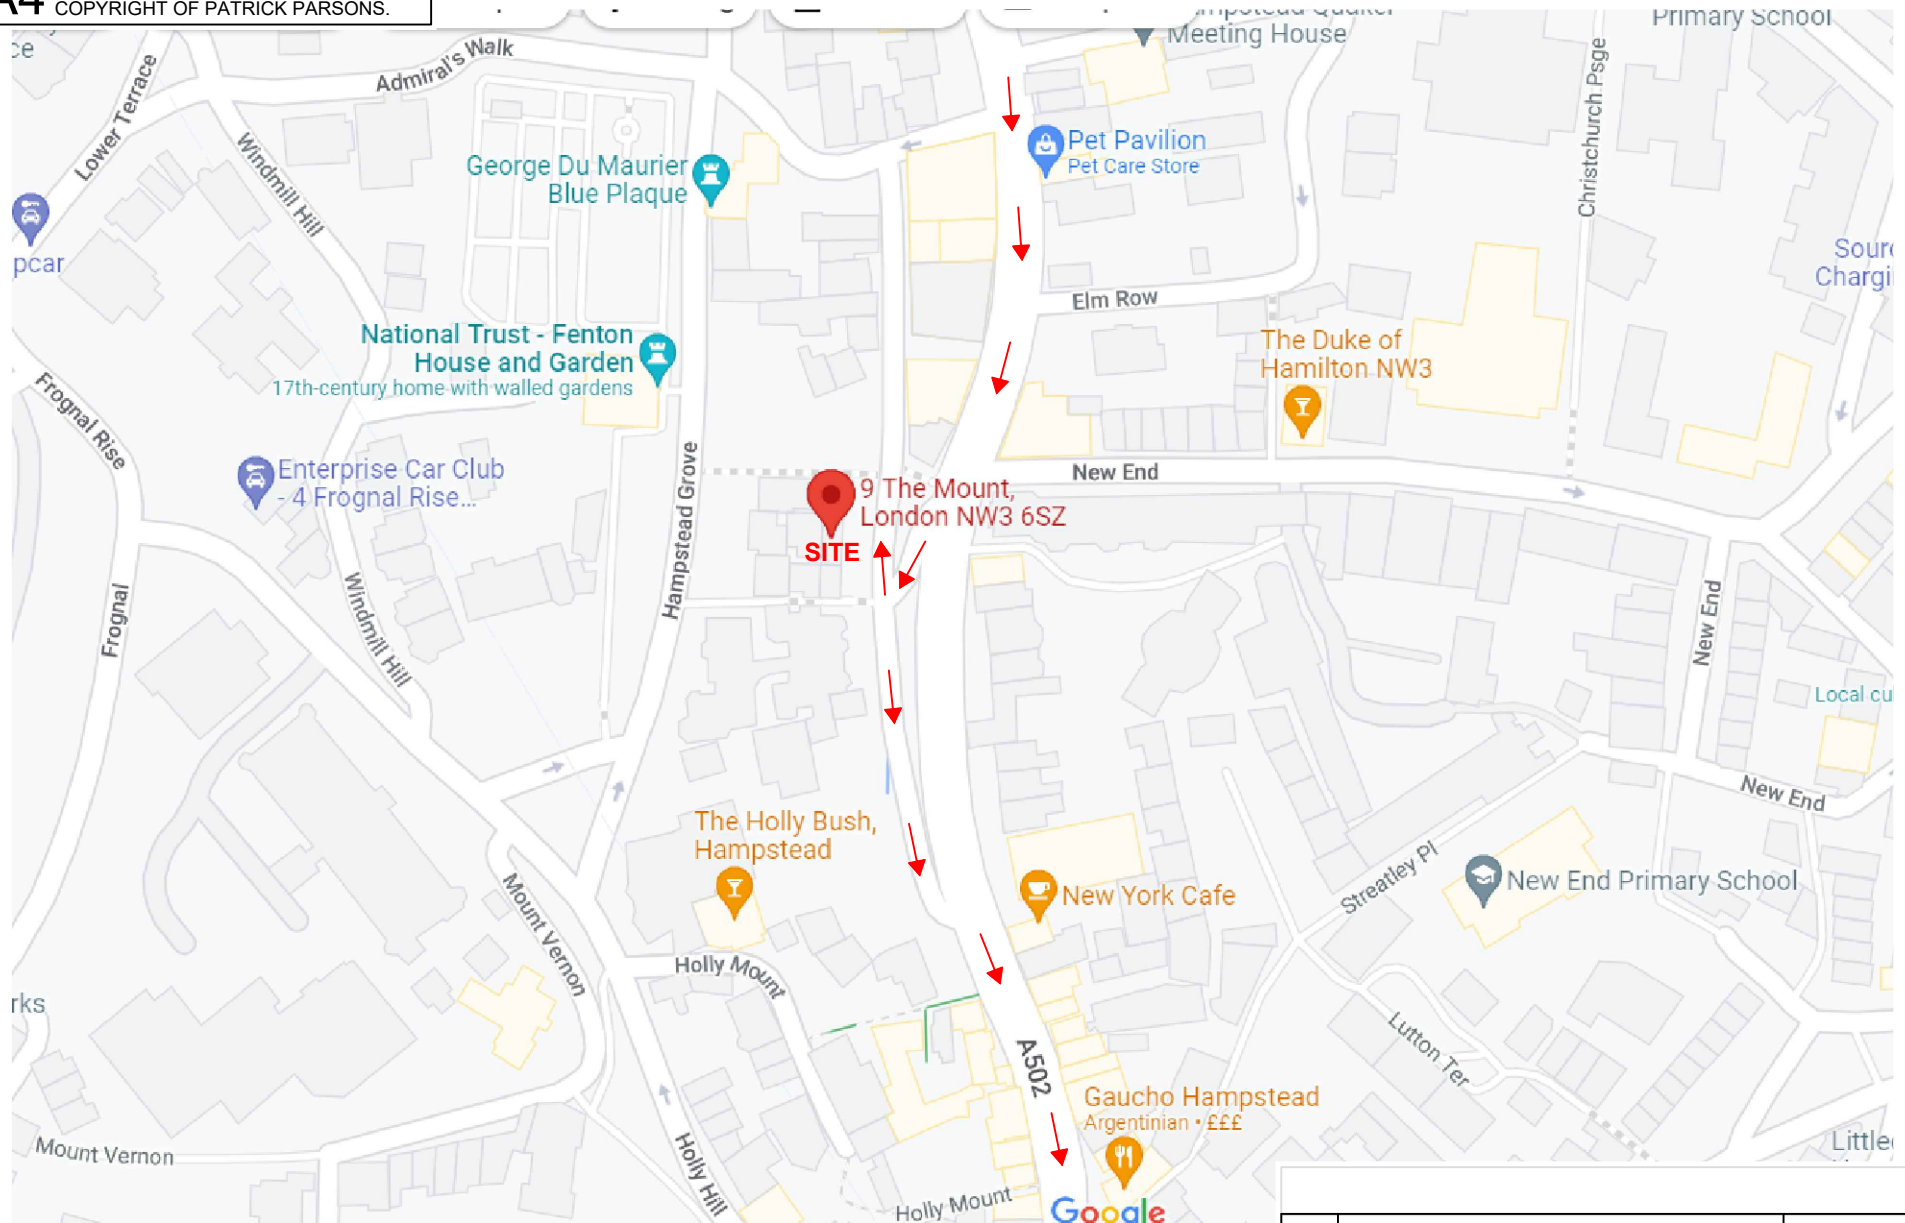 A4 COPYRIGHT OF PATRICK PARSONS.
Meeting House
Primary School
Admiral's Walk
Lower Terrace
Windmill Hill
George Du Maurier
Blue Plaque
Pet Pavilion
Pet Care Store
Christchurch Psge
pcar
Elm Row
National Trust - Fenton
House and Garden
17th-century home with walled gardens
The Duke of
Hamilton NW3
Frognal Rise
Enterprise Car Club
- 4 Frognal Rise...
Hampstead Grove
9 The Mount,
London NW3 6SZ
SITE
New End
Frognal
Windmill Hill
New End
Local cu
New End
The Holly Bush,
Hampstead
New York Cafe
Streatley Pl
New End Primary School
Mount Vernon
Holly Mount
rks
A502
Lutton Ter
Gaucho Hampstead
Argentinian • £££
Mount Vernon
Holly Hill
Holly Mount
Google